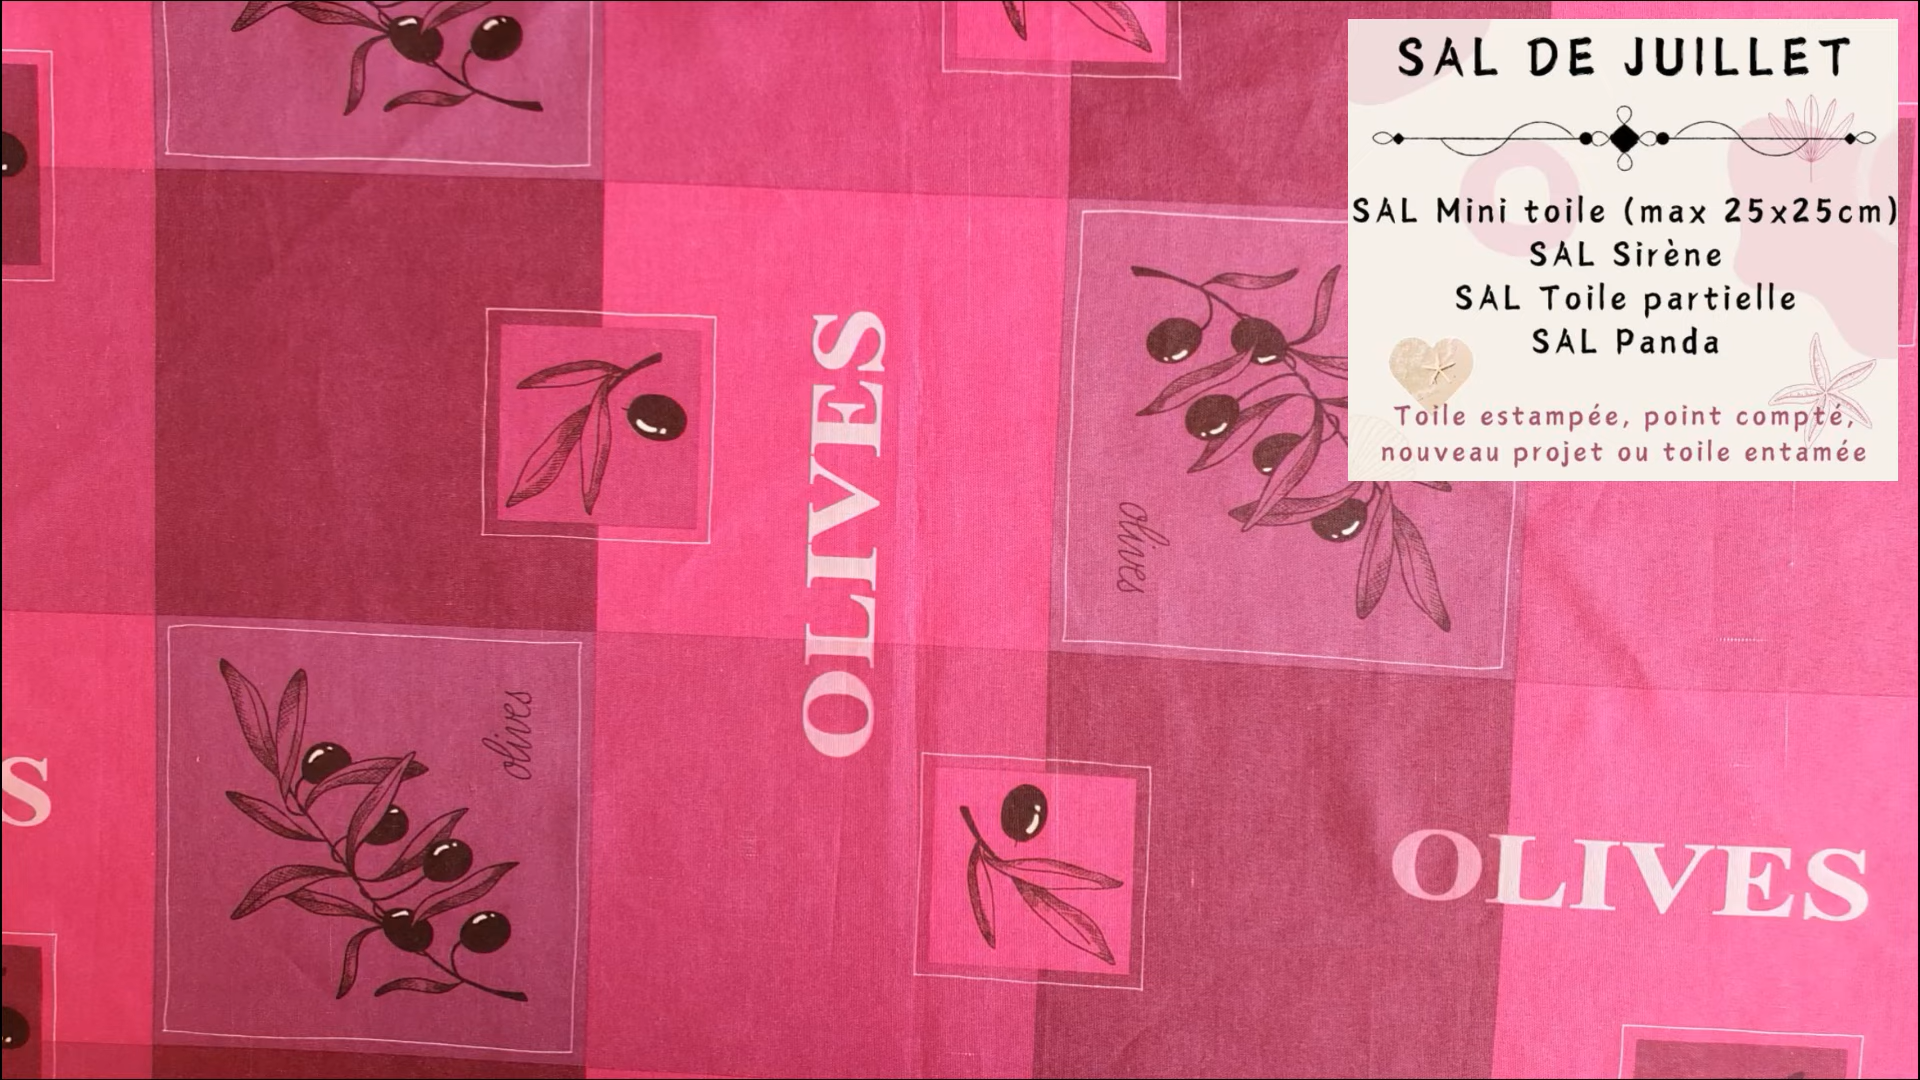 SAL DE JUILLET
SAL Mini toile (max 25x25cm)
SAL Sirène
SAL Toile partielle
SAL Panda
Toile estampée, point compté,
nouveau projet ou toile entamée
OLIVES
olives
olives
S
OLIVES